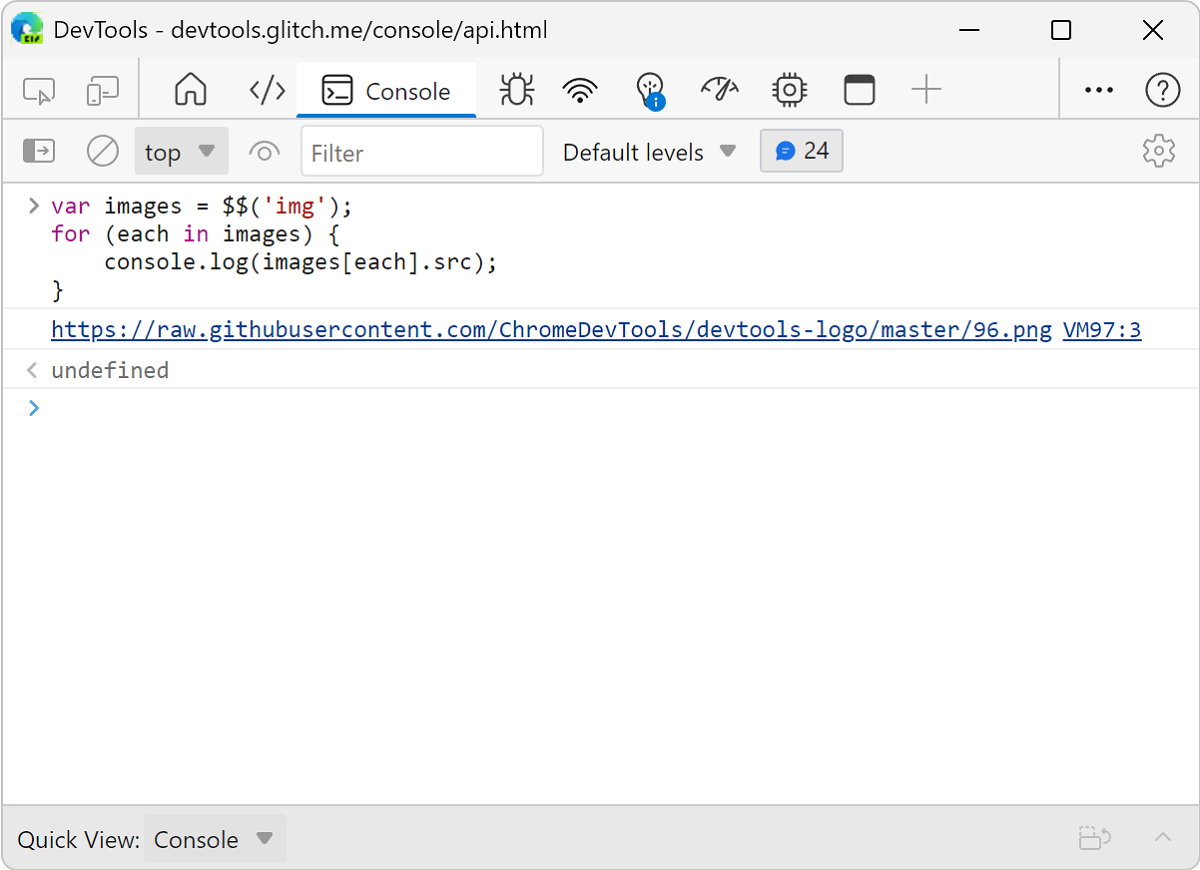 DevTools - devtools.glitch.me/console/api.html
Console
top
Filter
Default levels
24
var images = $$('img');
for (each in images) {
    console.log(images[each].src);
}
https://raw.githubusercontent.com/ChromeDevTools/devtools-logo/master/96.png VM97:3
undefined
Quick View: Console